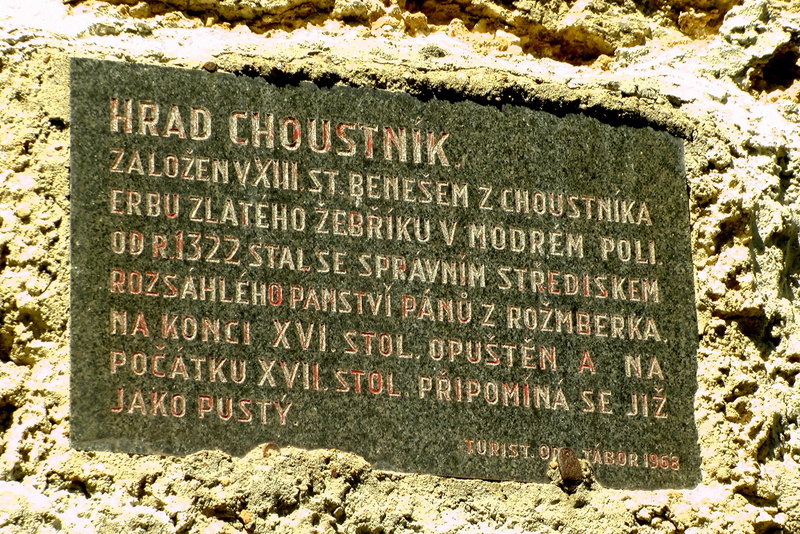 HRAD CHOUSTNÍK
ZALOŽEN V XIII ST. BENEŠEM Z CHOUSTNÍKA
ERBU ZLATÉHO ŽEBŘÍKU V MODRÉM POLI
OD R. 1322 STAL SE SPRÁVNÍM STREDISKEM
ROZSÁHLÉHO PANSTVÍ PÁNŮ Z ROŽMBERKA.
NA KONCI XVI. STOL. OPUŠTĚN A NA
POČÁTKU XVII. STOL. PŘIPOMÍNÁ SE JIŽ
JAKO PUSTÝ.
TURIST. TÁBOR 1968